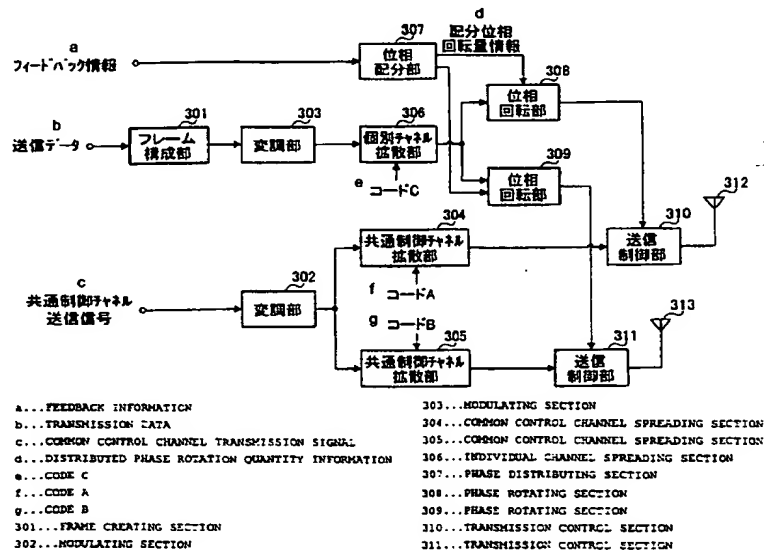 a
フィードバック情報
307
位相
配分部
d
配分位相
回転量情報
308
位相
回転部
b
送信データ
301
フレーム
構成部
303
変調部
306
個別チャネル
拡散部
e コードC
309
位相
回転部
312
310
送信
制御部
304
共通制御チャネル
拡散部
c
共通制御チャネル
送信信号
302
変調部
f コードA
g コードB
305
共通制御チャネル
拡散部
311
送信
制御部
313
a...FEEDBACK INFORMATION
b...TRANSMISSION DATA
c...COMMON CONTROL CHANNEL TRANSMISSION SIGNAL
d...DISTRIBUTED PHASE ROTATION QUANTITY INFORMATION
e...CODE C
f...CODE A
g...CODE B
301...FRAME CREATING SECTION
302...MODULATING SECTION
303...MODULATING SECTION
304...COMMON CONTROL CHANNEL SPREADING SECTION
305...COMMON CONTROL CHANNEL SPREADING SECTION
306...INDIVIDUAL CHANNEL SPREADING SECTION
307...PHASE DISTRIBUTING SECTION
308...PHASE ROTATING SECTION
309...PHASE ROTATING SECTION
310...TRANSMISSION CONTROL SECTION
311...TRANSMISSION CONTROL SECTION